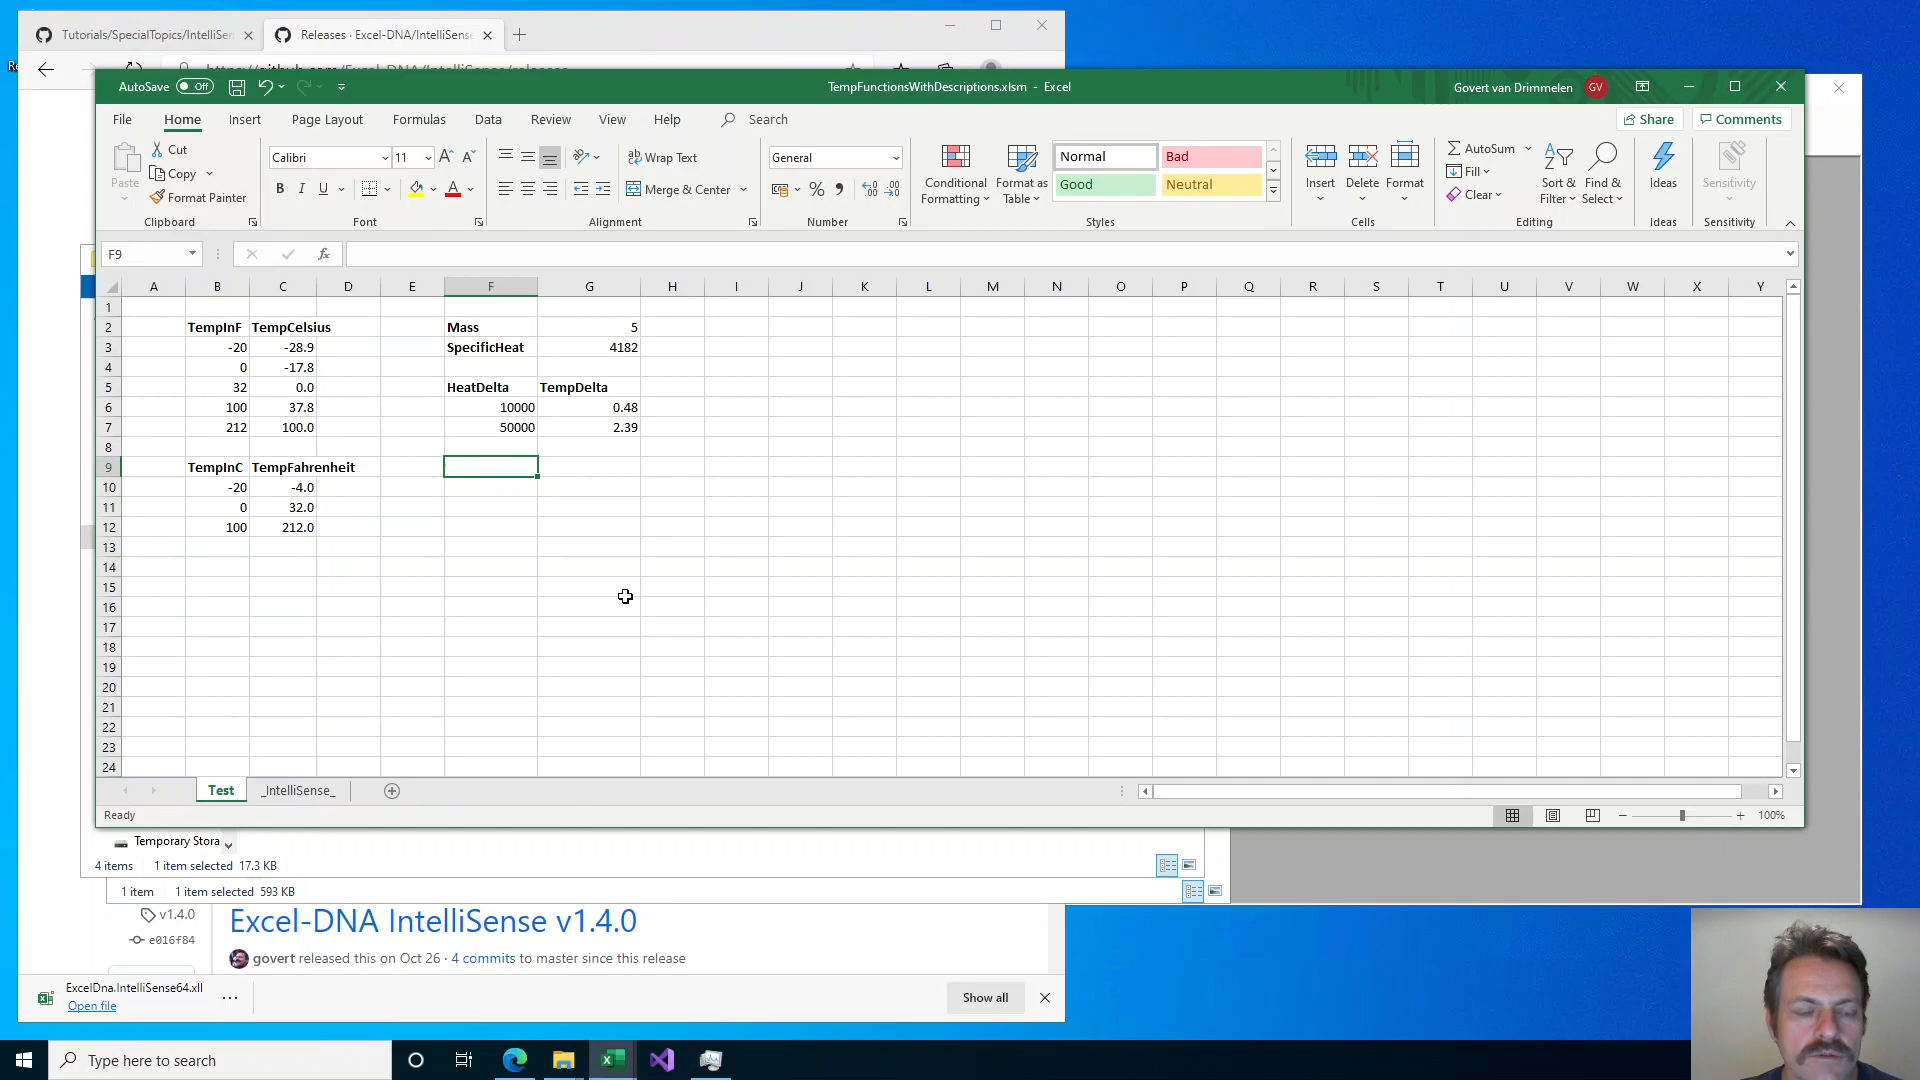 Tutorials/SpecialTopics/IntelliSen
Releases · Excel-DNA/IntelliSense
AutoSave Off
TempFunctionsWithDescriptions.xlsm - Excel
Govert van Drimmelen GV
File Home Insert Page Layout Formulas Data Review View Help Search
Share Comments
Paste
Cut
Copy
Format Painter
Clipboard
Calibri 11
B I U
Font
Wrap Text
Merge & Center
Alignment
General
Number
Conditional Formatting
Format as Table
Normal Bad
Good Neutral
Styles
Insert Delete Format
Cells
AutoSum
Fill
Clear
Sort & Filter
Find & Select
Editing
Ideas
Ideas
Sensitivity
Sensitivity
F9 fx
A B C D E F G H I J K L M N O P Q R S T U V W X Y
1
2 TempInF TempCelsius Mass 5
3 -20 -28.9 SpecificHeat 4182
4 0 -17.8
5 32 0.0 HeatDelta TempDelta
6 100 37.8 10000 0.48
7 212 100.0 50000 2.39
8
9 TempInC TempFahrenheit
10 -20 -4.0
11 0 32.0
12 100 212.0
13
14
15
16
17
18
19
20
21
22
23
24
Test _IntelliSense_
Ready 100%
Temporary Stora
4 items 1 item selected 17.3 KB
1 item 1 item selected 593 KB
v1.4.0
e016f84
Excel-DNA IntelliSense v1.4.0
govert released this on Oct 26 · 4 commits to master since this release
ExcelDna.IntelliSense64.xll
Open file
Show all
Type here to search